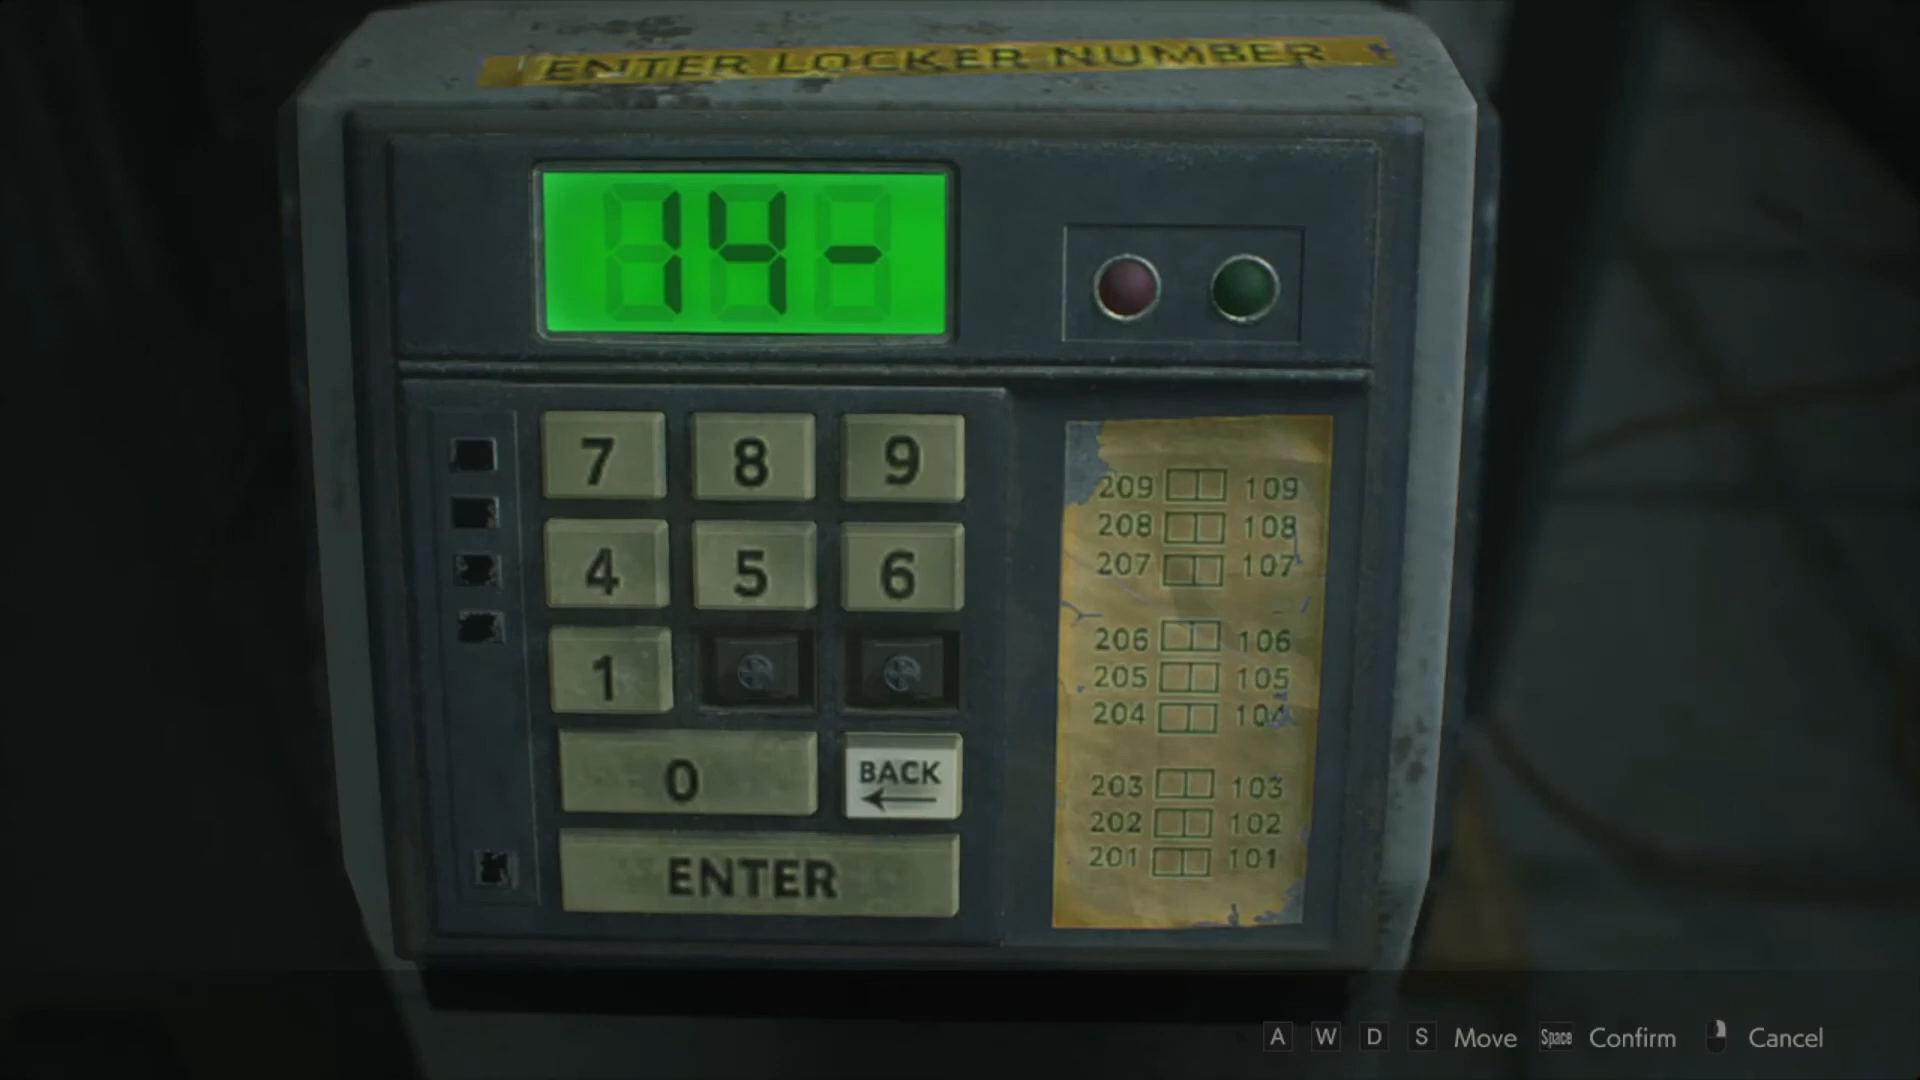 ENTER LOCKER NUMBER
14-
7 8 9
4 5 6
1
0 BACK
ENTER
209 109
208 108
207 107
206 106
205 105
204 104
203 103
202 102
201 101
A W D S Move Space Confirm Cancel